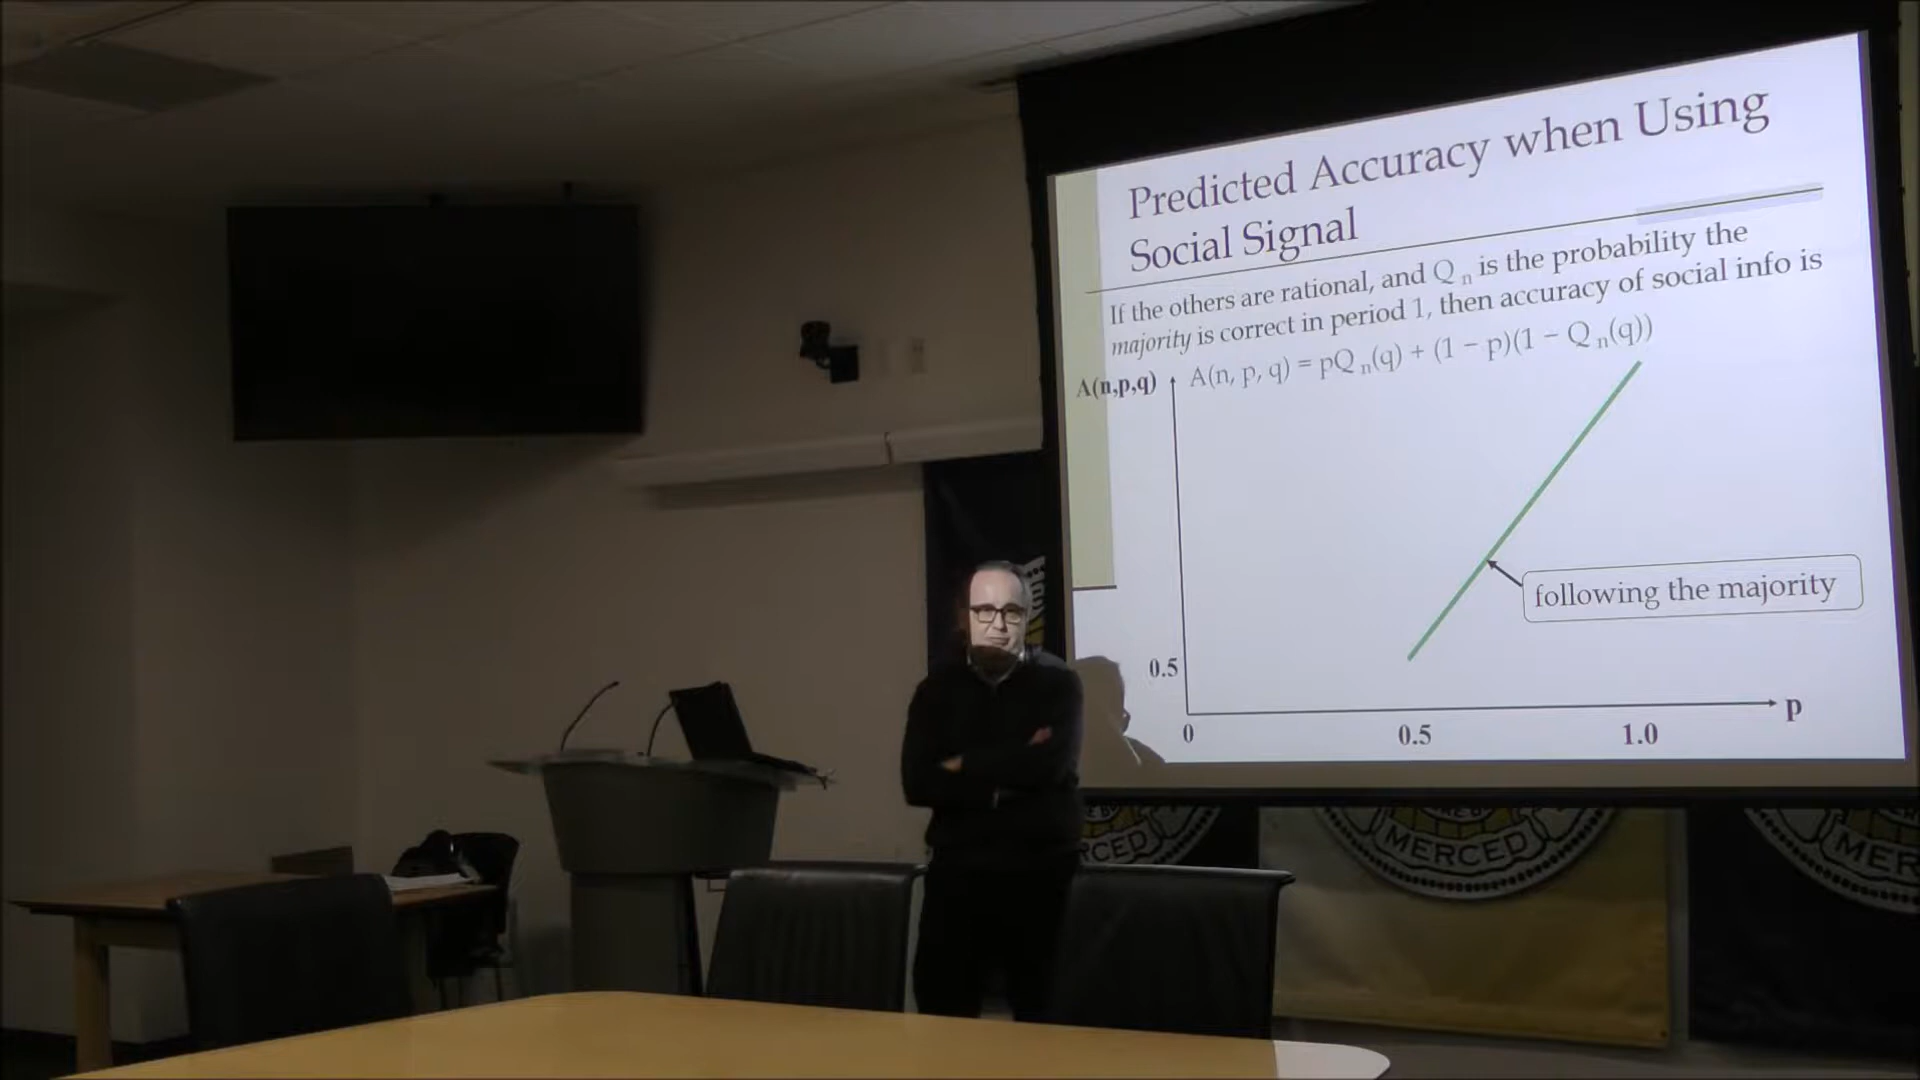 Predicted Accuracy when Using
Social Signal
If the others are rational, and Q n is the probability the
majority is correct in period 1, then accuracy of social info is
A(n, p, q) = pQ n(q) + (1 − p)(1 − Q n(q))
A(n,p,q)
following the majority
0.5
0
0.5
1.0
p
RCED
MERCED
MER